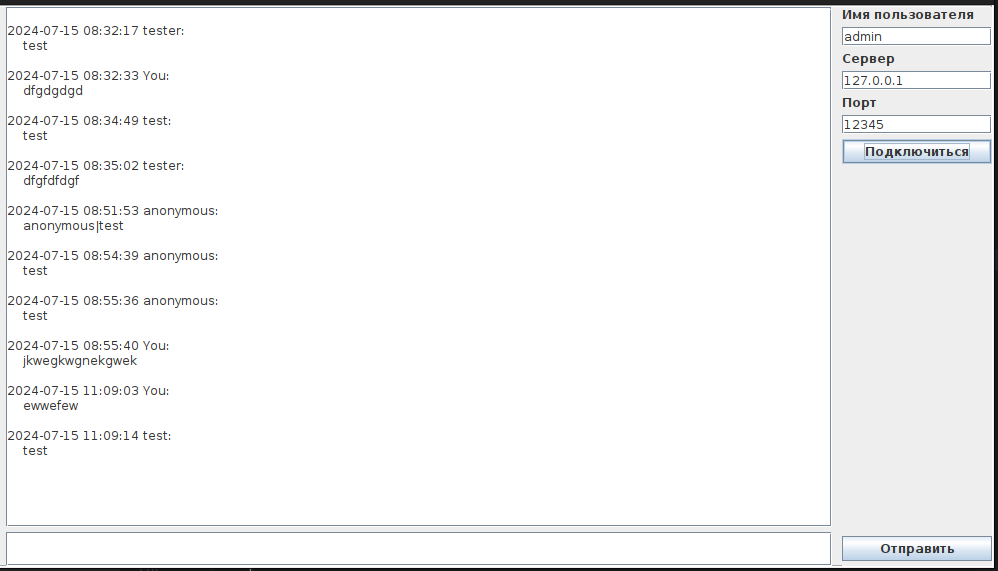 2024-07-15 08:32:17 tester:
test
2024-07-15 08:32:33 You:
dfgdgdgd
2024-07-15 08:34:49 test:
test
2024-07-15 08:35:02 tester:
dfgfdfdgf
2024-07-15 08:51:53 anonymous:
anonymous|test
2024-07-15 08:54:39 anonymous:
test
2024-07-15 08:55:36 anonymous:
test
2024-07-15 08:55:40 You:
jkwegkwgnekgwek
2024-07-15 11:09:03 You:
ewwefew
2024-07-15 11:09:14 test:
test
Имя пользователя
admin
Сервер
127.0.0.1
Порт
12345
Подключиться
Отправить